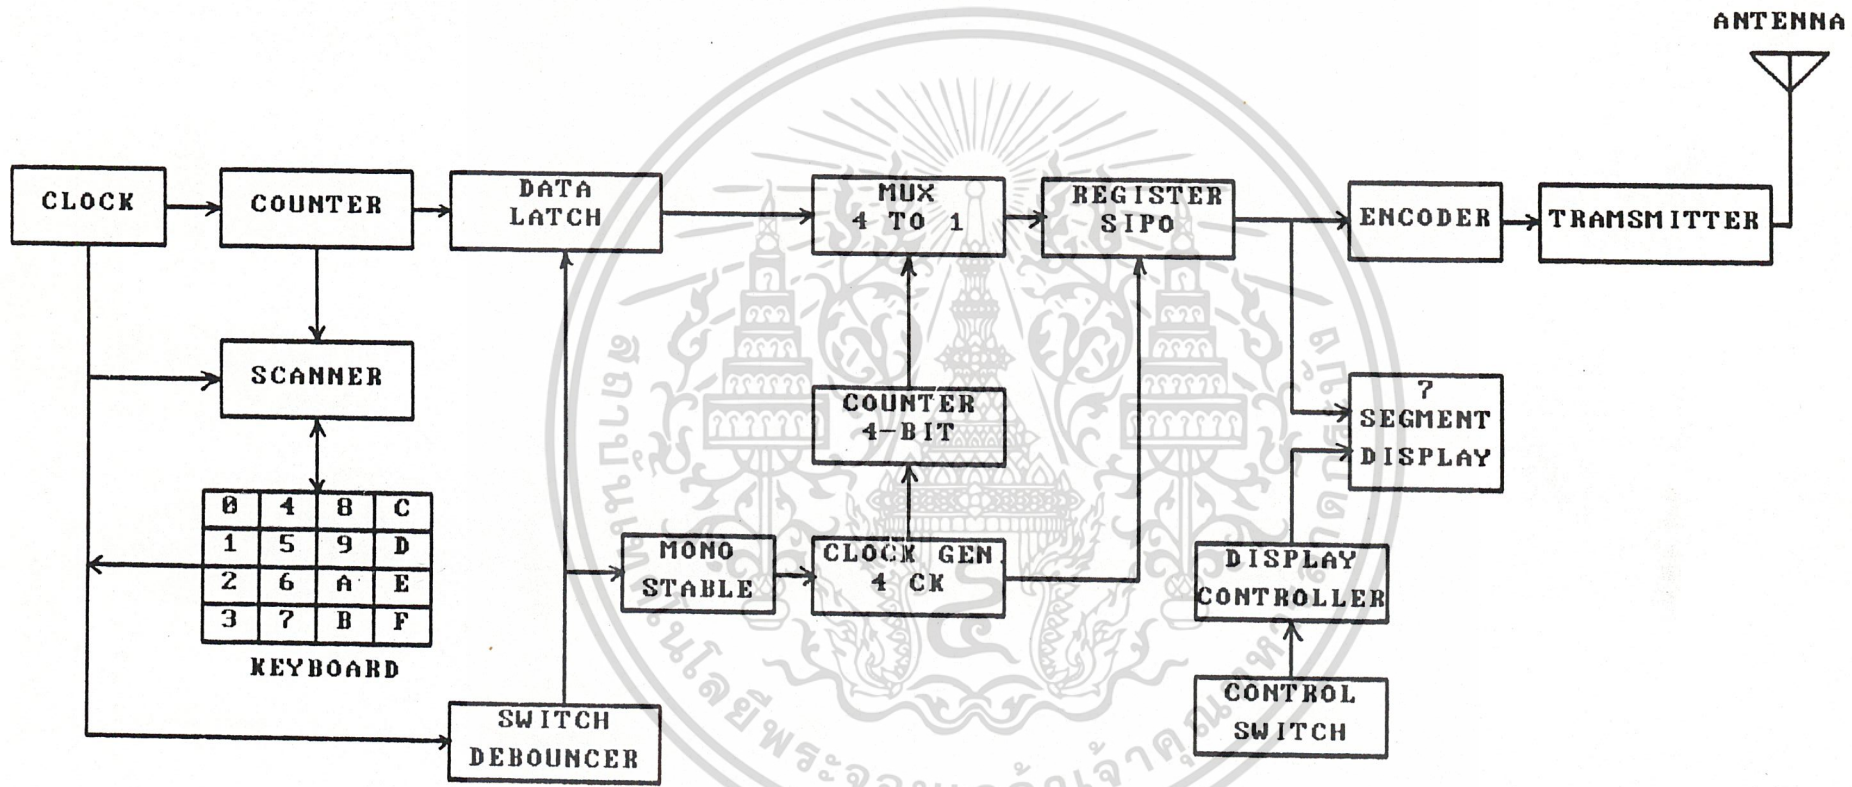 ANTENNA
CLOCK
COUNTER
DATA
LATCH
MUX
4 TO 1
REGISTER
SIPO
ENCODER
TRAMSMITTER
SCANNER
COUNTER
4-BIT
7
SEGMENT
DISPLAY
0 4 8 C
1 5 9 D
2 6 A E
3 7 B F
KEYBOARD
MONO
STABLE
CLOCK GEN
4 CK
DISPLAY
CONTROLLER
SWITCH
DEBOUNCER
CONTROL
SWITCH